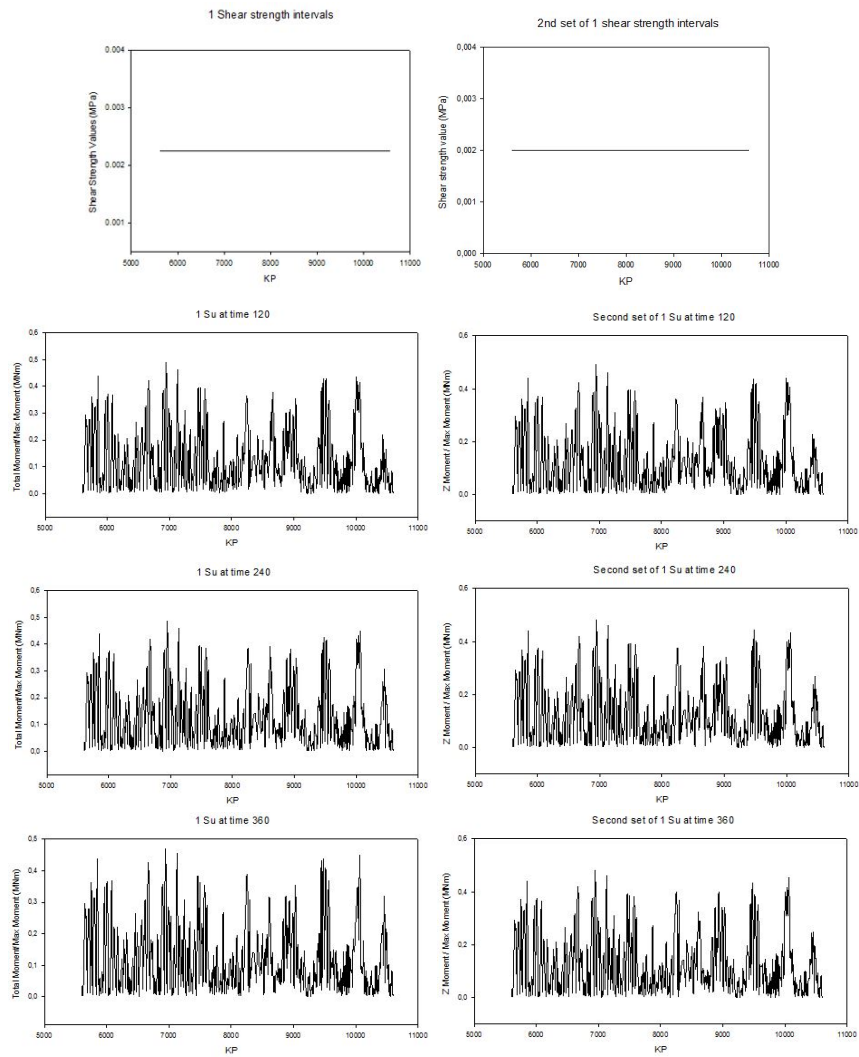 1 Shear strength intervals
2nd set of 1 shear strength intervals
Shear Strength Values (MPa)
0.004
0.003
0.002
0.001
5000 6000 7000 8000 9000 10000 11000
KP
Shear strength value (MPa)
0,004
0,003
0,002
0,001
0,000
5000 6000 7000 8000 9000 10000 11000
KP
1 Su at time 120
Total Moment/Max Moment (MNm)
0,6
0,5
0,4
0,3
0,2
0,1
0,0
5000 6000 7000 8000 9000 10000 11000
KP
Second set of 1 Su at time 120
Z Moment / Max Moment (MNm)
0,6
0,4
0,2
0,0
5000 6000 7000 8000 9000 10000 11000
KP
1 Su at time 240
Total Moment/Max Moment (MNm)
0,6
0,5
0,4
0,3
0,2
0,1
0,0
5000 6000 7000 8000 9000 10000 11000
KP
Second set of 1 Su at time 240
Z Moment / Max Moment (MNm)
0,6
0,4
0,2
0,0
5000 6000 7000 8000 9000 10000 11000
KP
1 Su at time 360
Total Moment/Max Moment (MNm)
0,5
0,4
0,3
0,2
0,1
0,0
5000 6000 7000 8000 9000 10000 11000
KP
Second set of 1 Su at time 360
Z Moment / Max Moment (MNm)
0,6
0,4
0,2
0,0
5000 6000 7000 8000 9000 10000 11000
KP